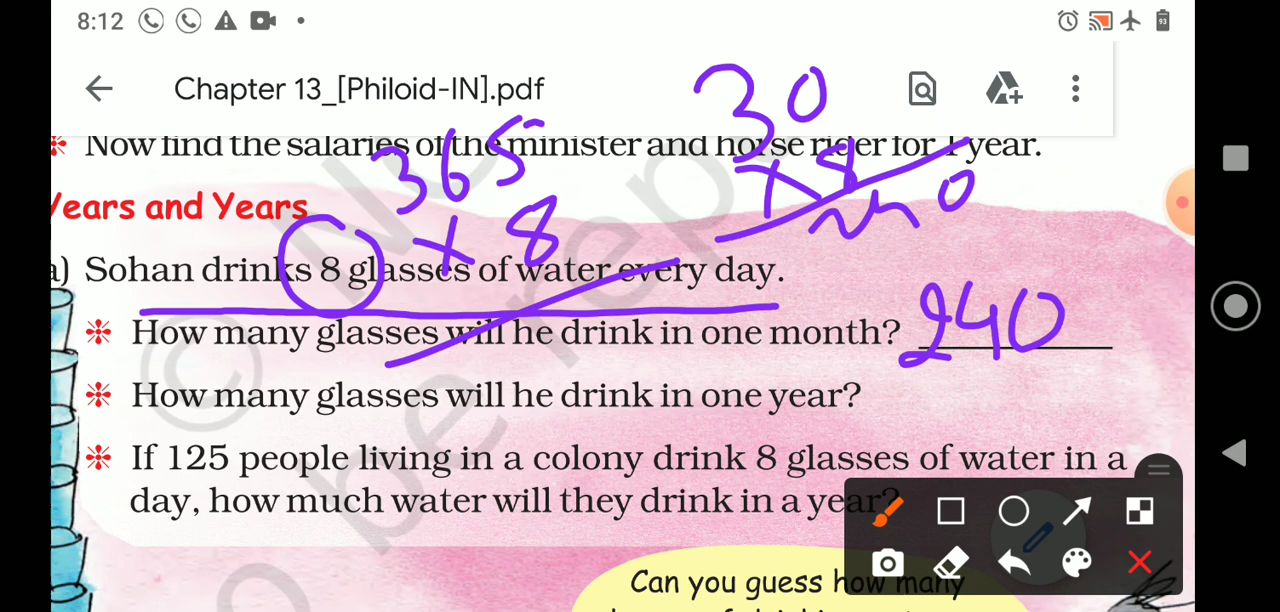 8:12
93
Chapter 13_[Philoid-IN].pdf
30
Now find the salaries of the minister and horse rider for 1 year.
365
× 8
240
Years and Years
× 8
a) Sohan drinks 8 glasses of water every day.
How many glasses will he drink in one month? 240
How many glasses will he drink in one year?
If 125 people living in a colony drink 8 glasses of water in a
day, how much water will they drink in a year?
Can you guess how many